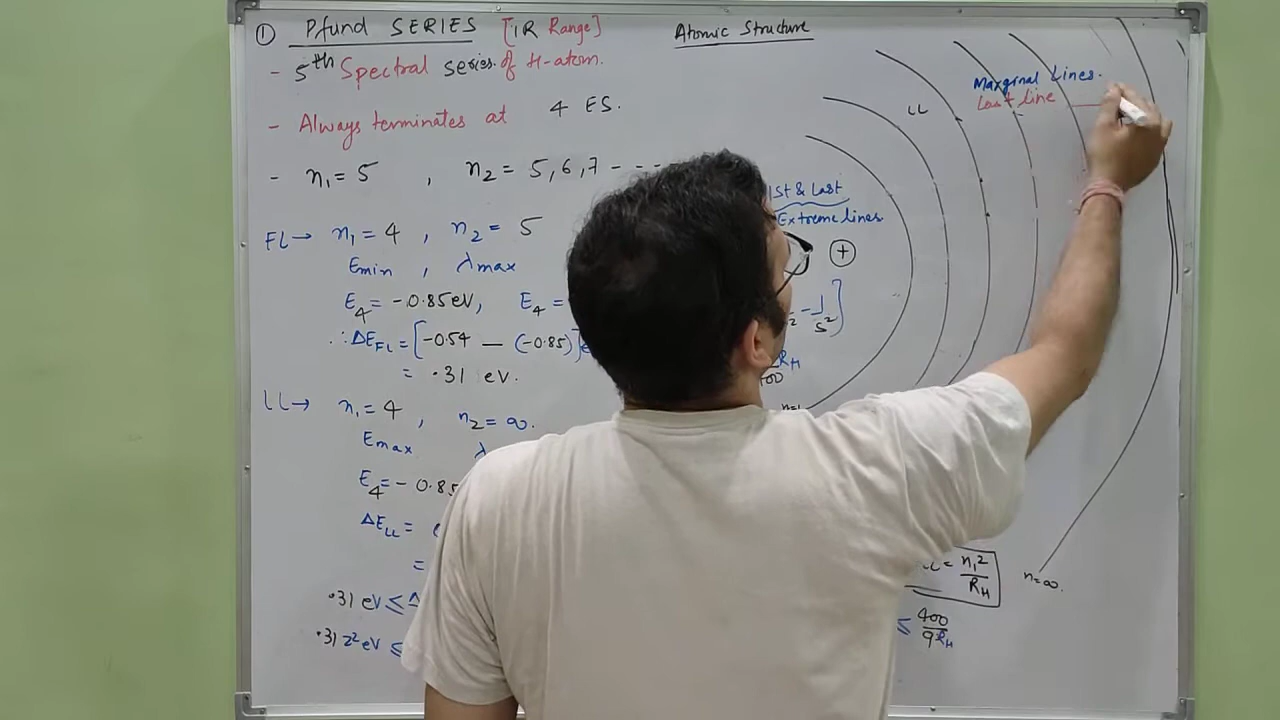 ① Pfund SERIES [IR Range]
Atomic Structure
- 5th Spectral series of H-atom.
- Always terminates at 4 ES.
- n₁ = 5 , n₂ = 5,6,7 - - -
FL→ n₁ = 4 , n₂ = 5
Emin , λmax
E₄ = -0.85eV, E₄ =
∴ΔE_FL = [-0.54 — (-0.85)]
= .31 eV.
LL→ n₁ = 4 , n₂ = ∞.
Emax λ
E₄ = - 0.85
ΔE_LL =
=
.31 eV ≤ Δ
.31 z² eV ≤
LL
Marginal Lines.
Last line
1st & Last
Extreme lines
+
- 1/5²]
R_H
n=1
= n₁²/R_H
n=∞.
≤ 400/9R_H